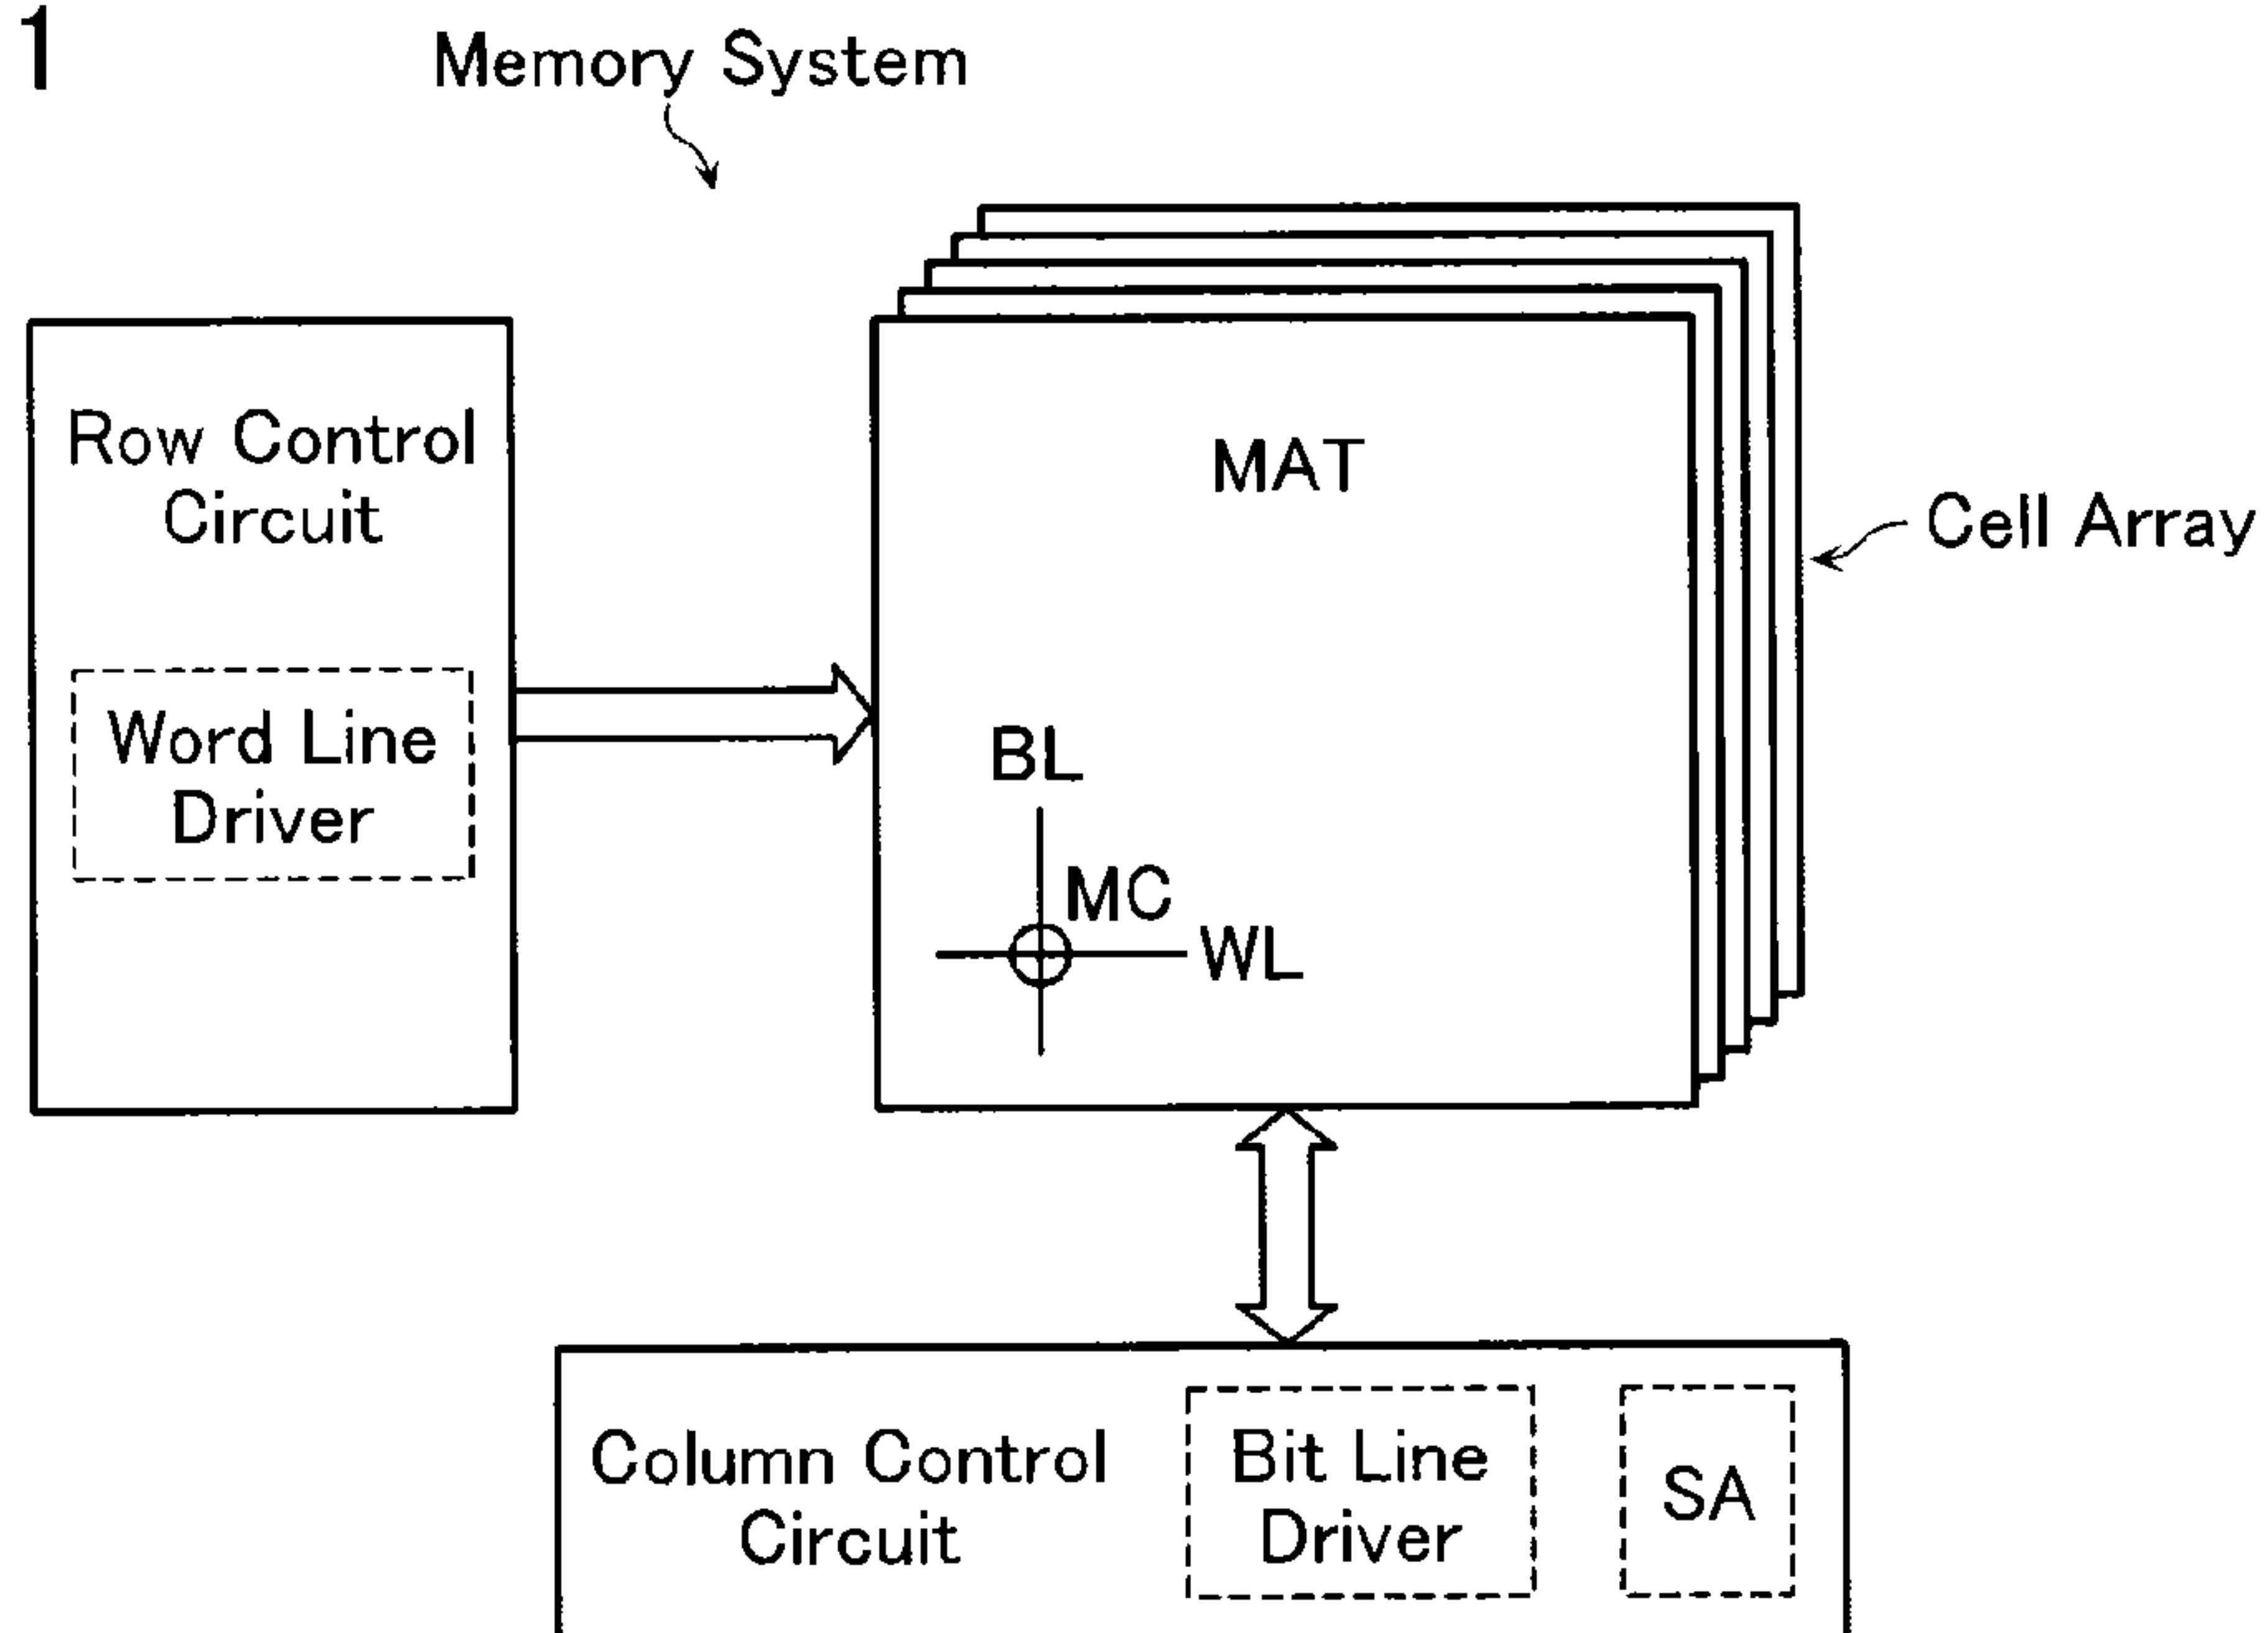 1
Memory System
Row Control
Circuit
MAT
Cell Array
Word Line
Driver
BL
MC
WL
Column Control
Circuit
Bit Line
Driver
SA